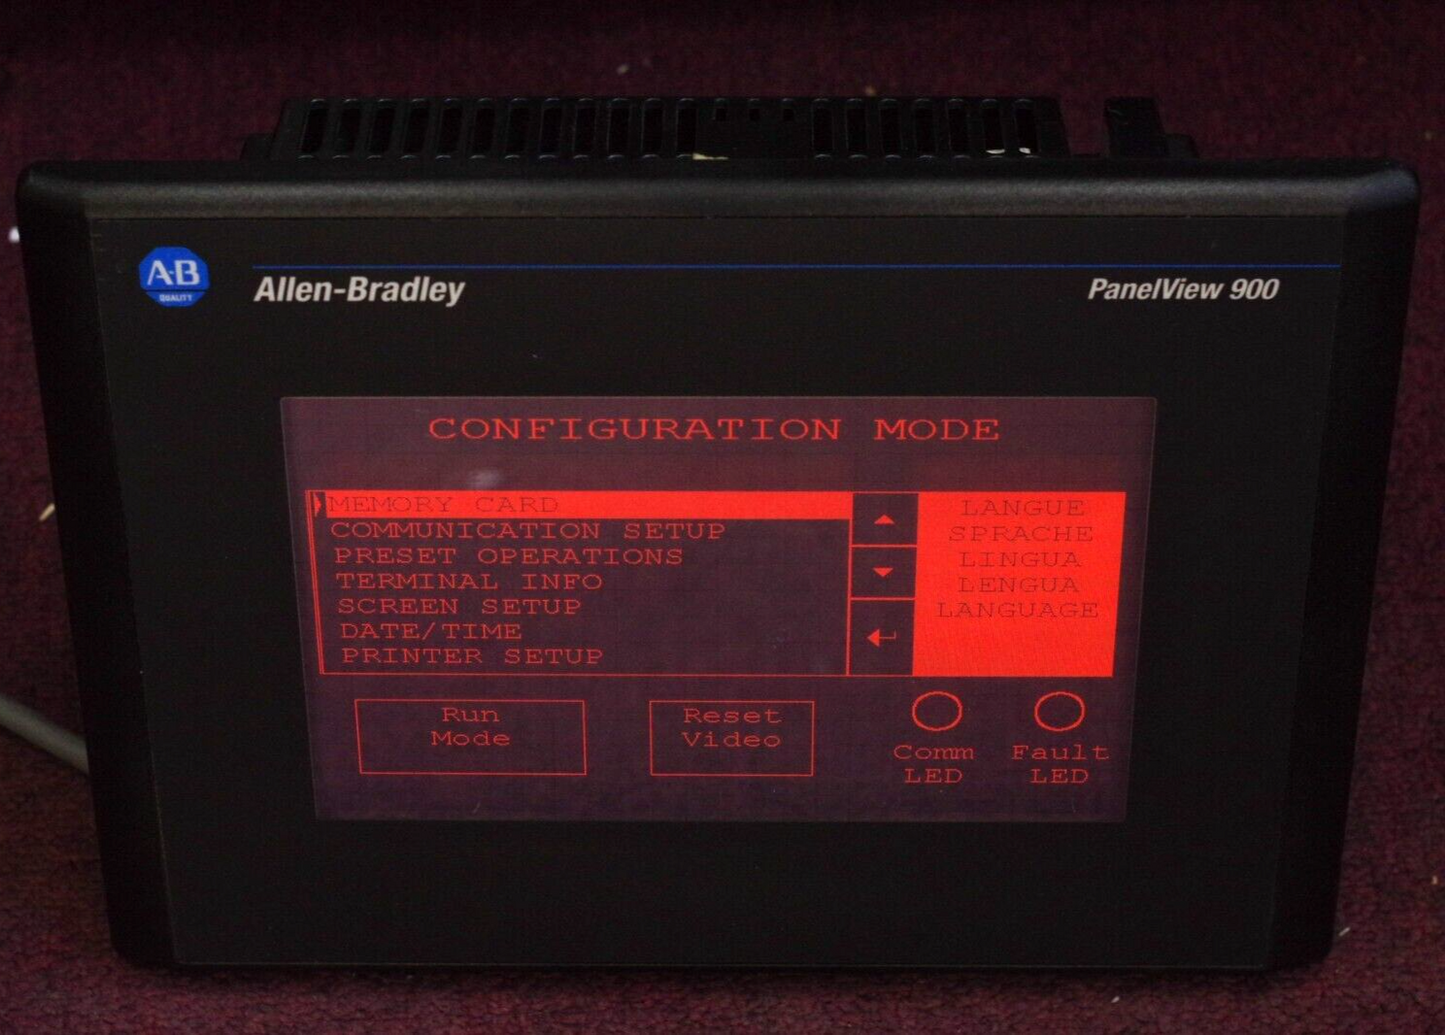 A-B
QUALITY
Allen-Bradley
PanelView 900
CONFIGURATION MODE
MEMORY CARD
COMMUNICATION SETUP
PRESET OPERATIONS
TERMINAL INFO
SCREEN SETUP
DATE/TIME
PRINTER SETUP
LANGUE
SPRACHE
LINGUA
LENGUA
LANGUAGE
Run
Mode
Reset
Video
Comm
LED
Fault
LED